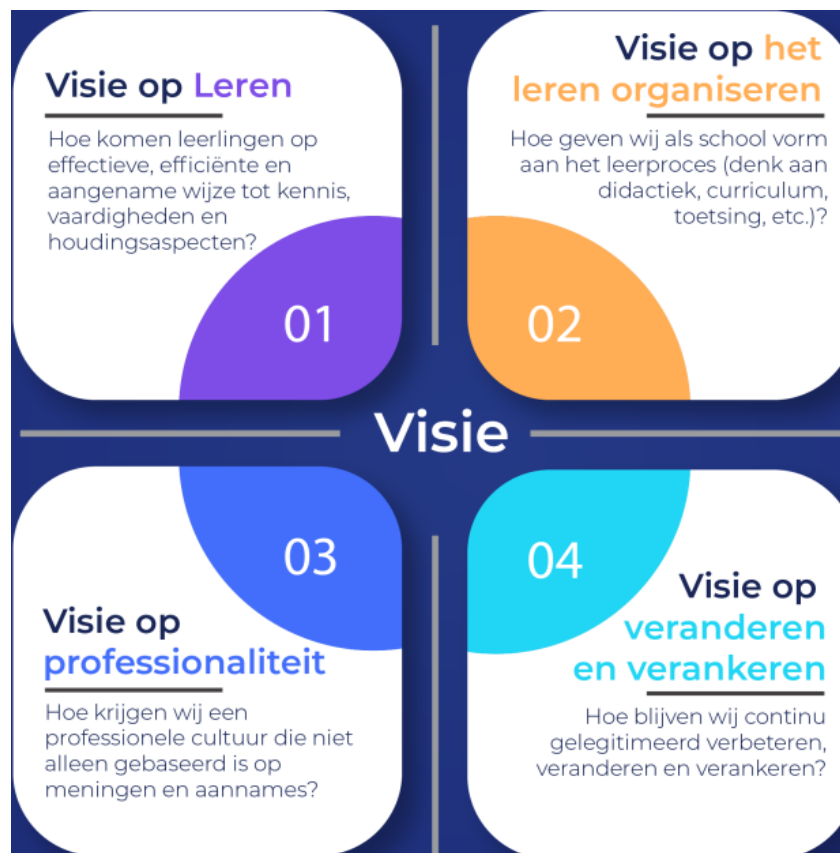 Visie op Leren
Hoe komen leerlingen op
effectieve, efficiënte en
aangename wijze tot kennis,
vaardigheden en
houdingsaspecten?
01
Visie op het
leren organiseren
Hoe geven wij als school vorm
aan het leerproces (denk aan
didactiek, curriculum,
toetsing, etc.)?
02
Visie
03
Visie op
professionaliteit
Hoe krijgen wij een
professionele cultuur die niet
alleen gebaseerd is op
meningen en aannames?
04
Visie op
veranderen
en verankeren
Hoe blijven wij continu
gelegitimeerd verbeteren,
veranderen en verankeren?